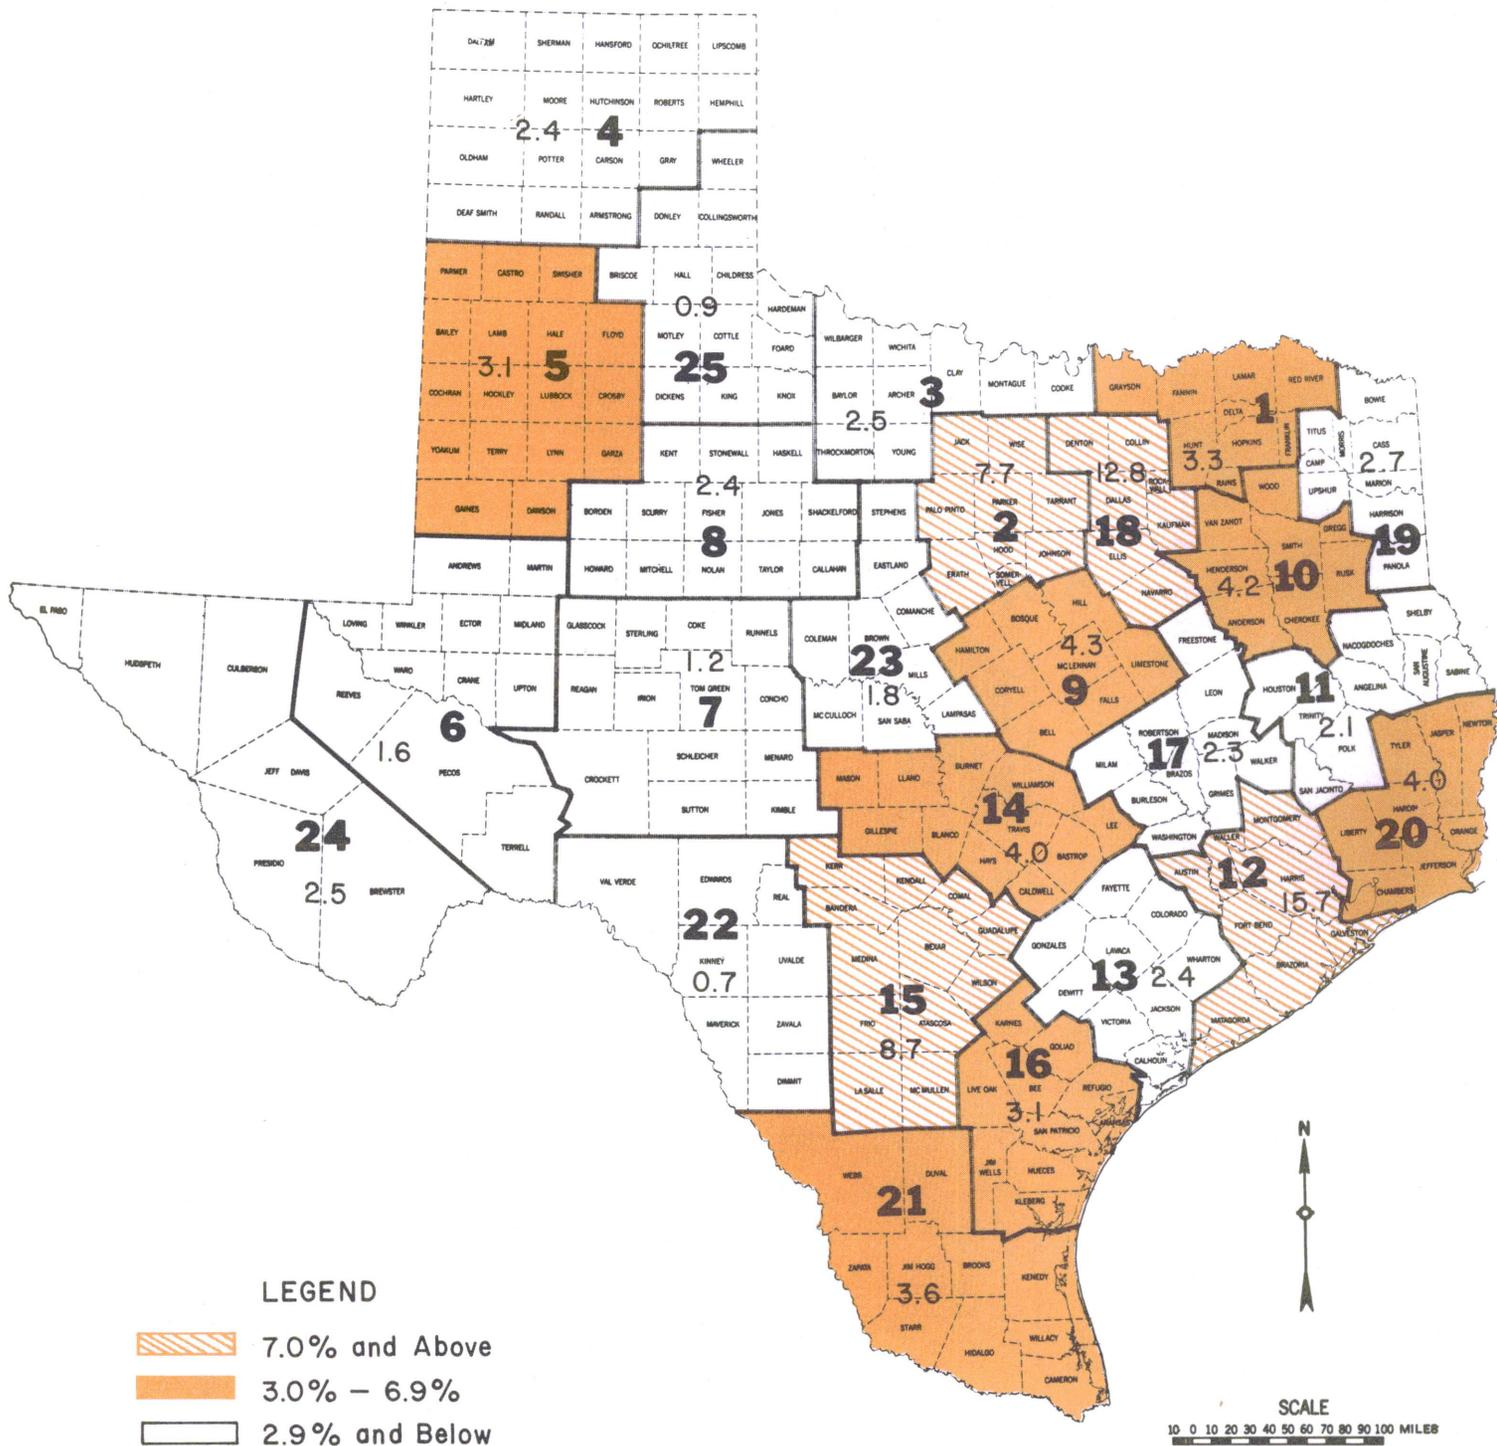 DALLAM SHERMAN HANSFORD OCHILTREE LIPSCOMB
HARTLEY MOORE HUTCHINSON ROBERTS HEMPHILL
2.4 4
OLDHAM POTTER CARSON GRAY WHEELER
DEAF SMITH RANDALL ARMSTRONG DONLEY COLLINGSWORTH
PARMER CASTRO SWISHER BRISCOE HALL CHILDRESS
0.9 HARDEMAN
BAILEY LAMB HALE FLOYD MOTLEY COTTLE FOARD WILBARGER WICHITA
3.1 5 25 CLAY MONTAGUE COOKE GRAYSON FANNIN LAMAR RED RIVER
COCHRAN HOCKLEY LUBBOCK CROSBY DICKENS KING KNOX BAYLOR ARCHER 3 BOWIE
2.5 DELTA 1
YOAKUM TERRY LYNN GARZA KENT STONEWALL HASKELL THROCKMORTON YOUNG JACK WISE DENTON COLLIN HUNT HOPKINS FRANKLIN TITUS MORRIS CASS
2.4 7.7 12.8 3.3 CAMP 2.7
ROCK-WALL RAINS WOOD UPSHUR MARION
GAINES DAWSON BORDEN SCURRY FISHER JONES SHACKELFORD STEPHENS PALO PINTO PARKER TARRANT DALLAS KAUFMAN VAN ZANDT GREGG HARRISON
8 2 18 19
ANDREWS MARTIN HOWARD MITCHELL NOLAN TAYLOR CALLAHAN EASTLAND ERATH HOOD SOMER-VELL JOHNSON ELLIS NAVARRO HENDERSON SMITH RUSK PANOLA
4.2 10
EL PASO HUDSPETH CULBERSON LOVING WINKLER ECTOR MIDLAND GLASSCOCK STERLING COKE RUNNELS COLEMAN BROWN COMANCHE BOSQUE HILL FREESTONE ANDERSON CHEROKEE SHELBY
1.2 23 4.3 NACOGDOCHES SAN AUGUSTINE SABINE
REEVES WARD CRANE UPTON REAGAN IRION TOM GREEN CONCHO MILLS HAMILTON MC LENNAN LIMESTONE LEON HOUSTON 11 ANGELINA
6 7 1.8 CORYELL 9 FALLS TRINITY
MC CULLOCH SAN SABA LAMPASAS BELL ROBERTSON MADISON 2.1 POLK TYLER JASPER NEWTON
1.6 PECOS CROCKETT SCHLEICHER MENARD MILAM 17 2.3 WALKER
JEFF DAVIS MASON LLANO BURNET WILLIAMSON BRAZOS 4.0
24 SUTTON KIMBLE 14 BURLESON GRIMES SAN JACINTO HARDIN
TERRELL GILLESPIE BLANCO TRAVIS LEE WASHINGTON WALLER MONTGOMERY LIBERTY 20 ORANGE
PRESIDIO 2.5 BREWSTER VAL VERDE EDWARDS REAL KERR KENDALL HAYS 4.0 BASTROP AUSTIN 12 HARRIS JEFFERSON
BANDERA COMAL CALDWELL FAYETTE 15.7 CHAMBERS
22 GUADALUPE COLORADO FORT BEND GALVESTON
KINNEY UVALDE MEDINA BEXAR GONZALES LAVACA WHARTON BRAZORIA
0.7 WILSON 13 2.4
15 DEWITT
MAVERICK ZAVALA FRIO ATASCOSA KARNES VICTORIA JACKSON MATAGORDA
8.7 16 GOLIAD CALHOUN
DIMMIT LA SALLE MC MULLEN LIVE OAK BEE REFUGIO
3.1 ARANSAS
SAN PATRICIO
WEBB DUVAL JIM WELLS NUECES
21 KLEBERG
ZAPATA JIM HOGG BROOKS KENEDY
3.6
STARR HIDALGO WILLACY
CAMERON
N
LEGEND
7.0% and Above
3.0% – 6.9%
2.9% and Below
SCALE
10 0 10 20 30 40 50 60 70 80 90 100 MILES